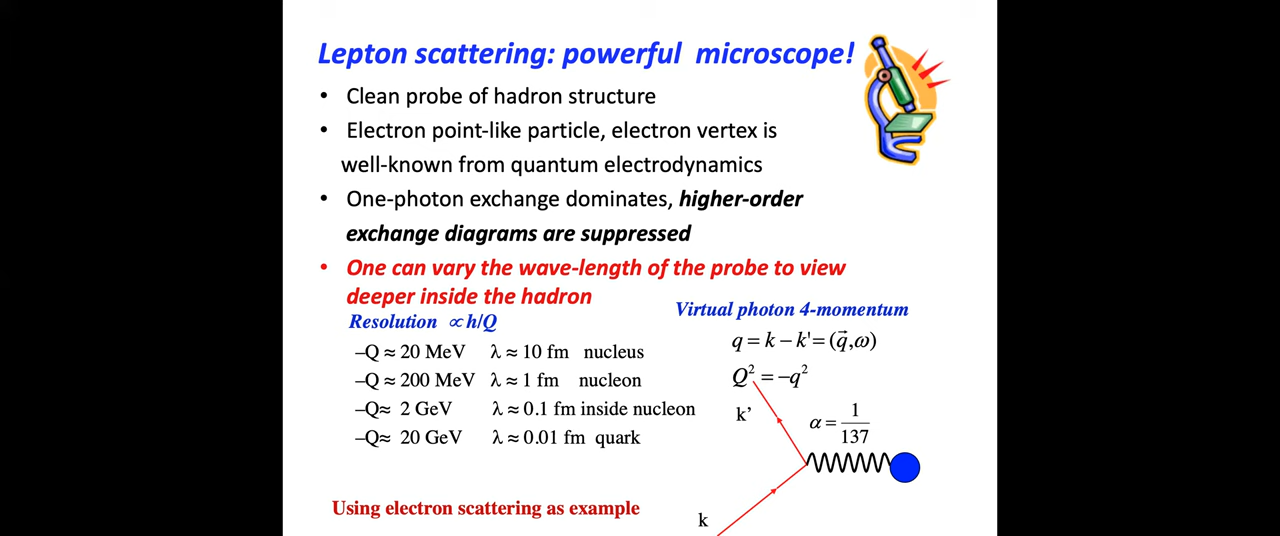 Lepton scattering: powerful microscope!
• Clean probe of hadron structure
• Electron point-like particle, electron vertex is
well-known from quantum electrodynamics
• One-photon exchange dominates, higher-order
exchange diagrams are suppressed
• One can vary the wave-length of the probe to view
deeper inside the hadron
Resolution ∝ h/Q
–Q ≈ 20 MeV λ ≈ 10 fm nucleus
–Q ≈ 200 MeV λ ≈ 1 fm nucleon
–Q≈ 2 GeV λ ≈ 0.1 fm inside nucleon
–Q≈ 20 GeV λ ≈ 0.01 fm quark
Virtual photon 4-momentum
q = k – k' = (q⃗,ω)
Q² = –q²
k’
α = 1/137
k
Using electron scattering as example